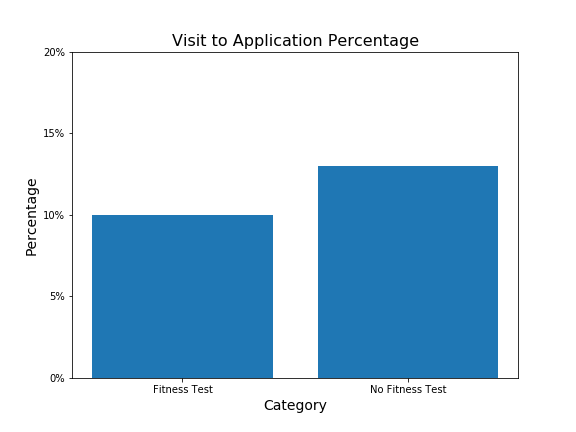 Visit to Application Percentage
20%
15%
10%
5%
0%
Percentage
Fitness Test
No Fitness Test
Category